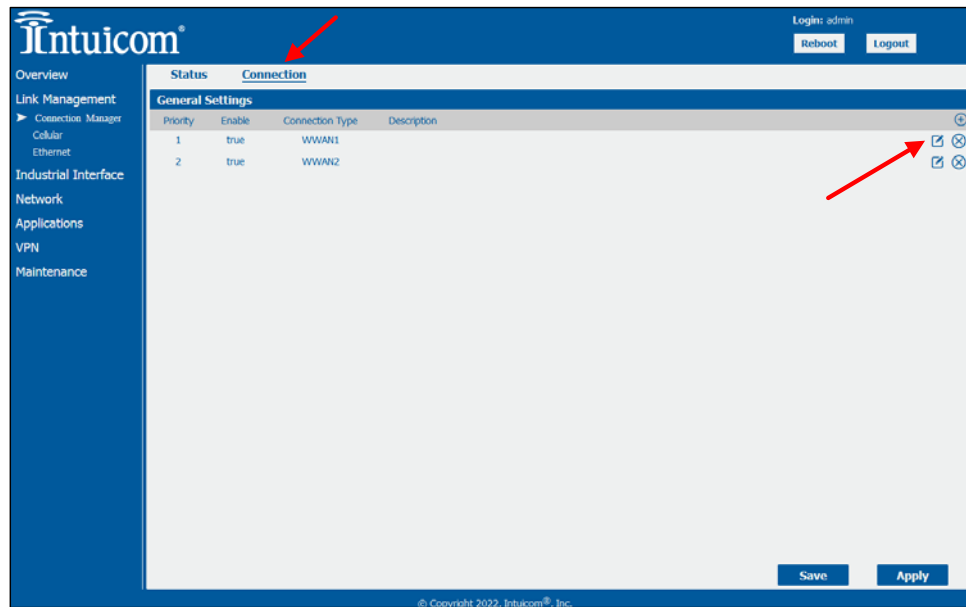 Intuicom®
Login: admin
Reboot Logout
Overview
Link Management
Connection Manager
Cellular
Ethernet
Industrial Interface
Network
Applications
VPN
Maintenance
Status Connection
General Settings
Priority Enable Connection Type Description
1 true WWAN1
2 true WWAN2
Save Apply
© Copyright 2022, Intuicom®, Inc.